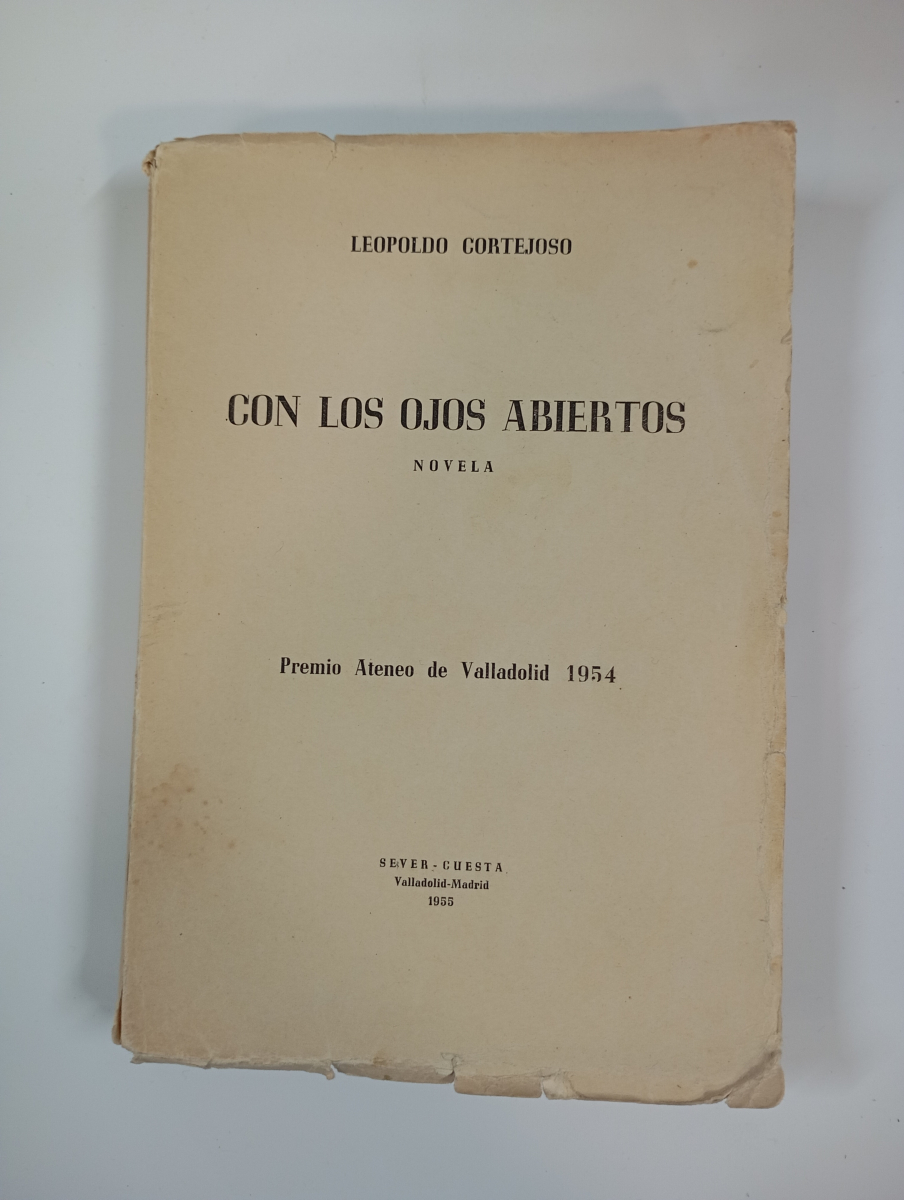 LEOPOLDO CORTEJOSO
CON LOS OJOS ABIERTOS
NOVELA
Premio Ateneo de Valladolid 1954
SEVER-CUESTA
Valladolid-Madrid
1955